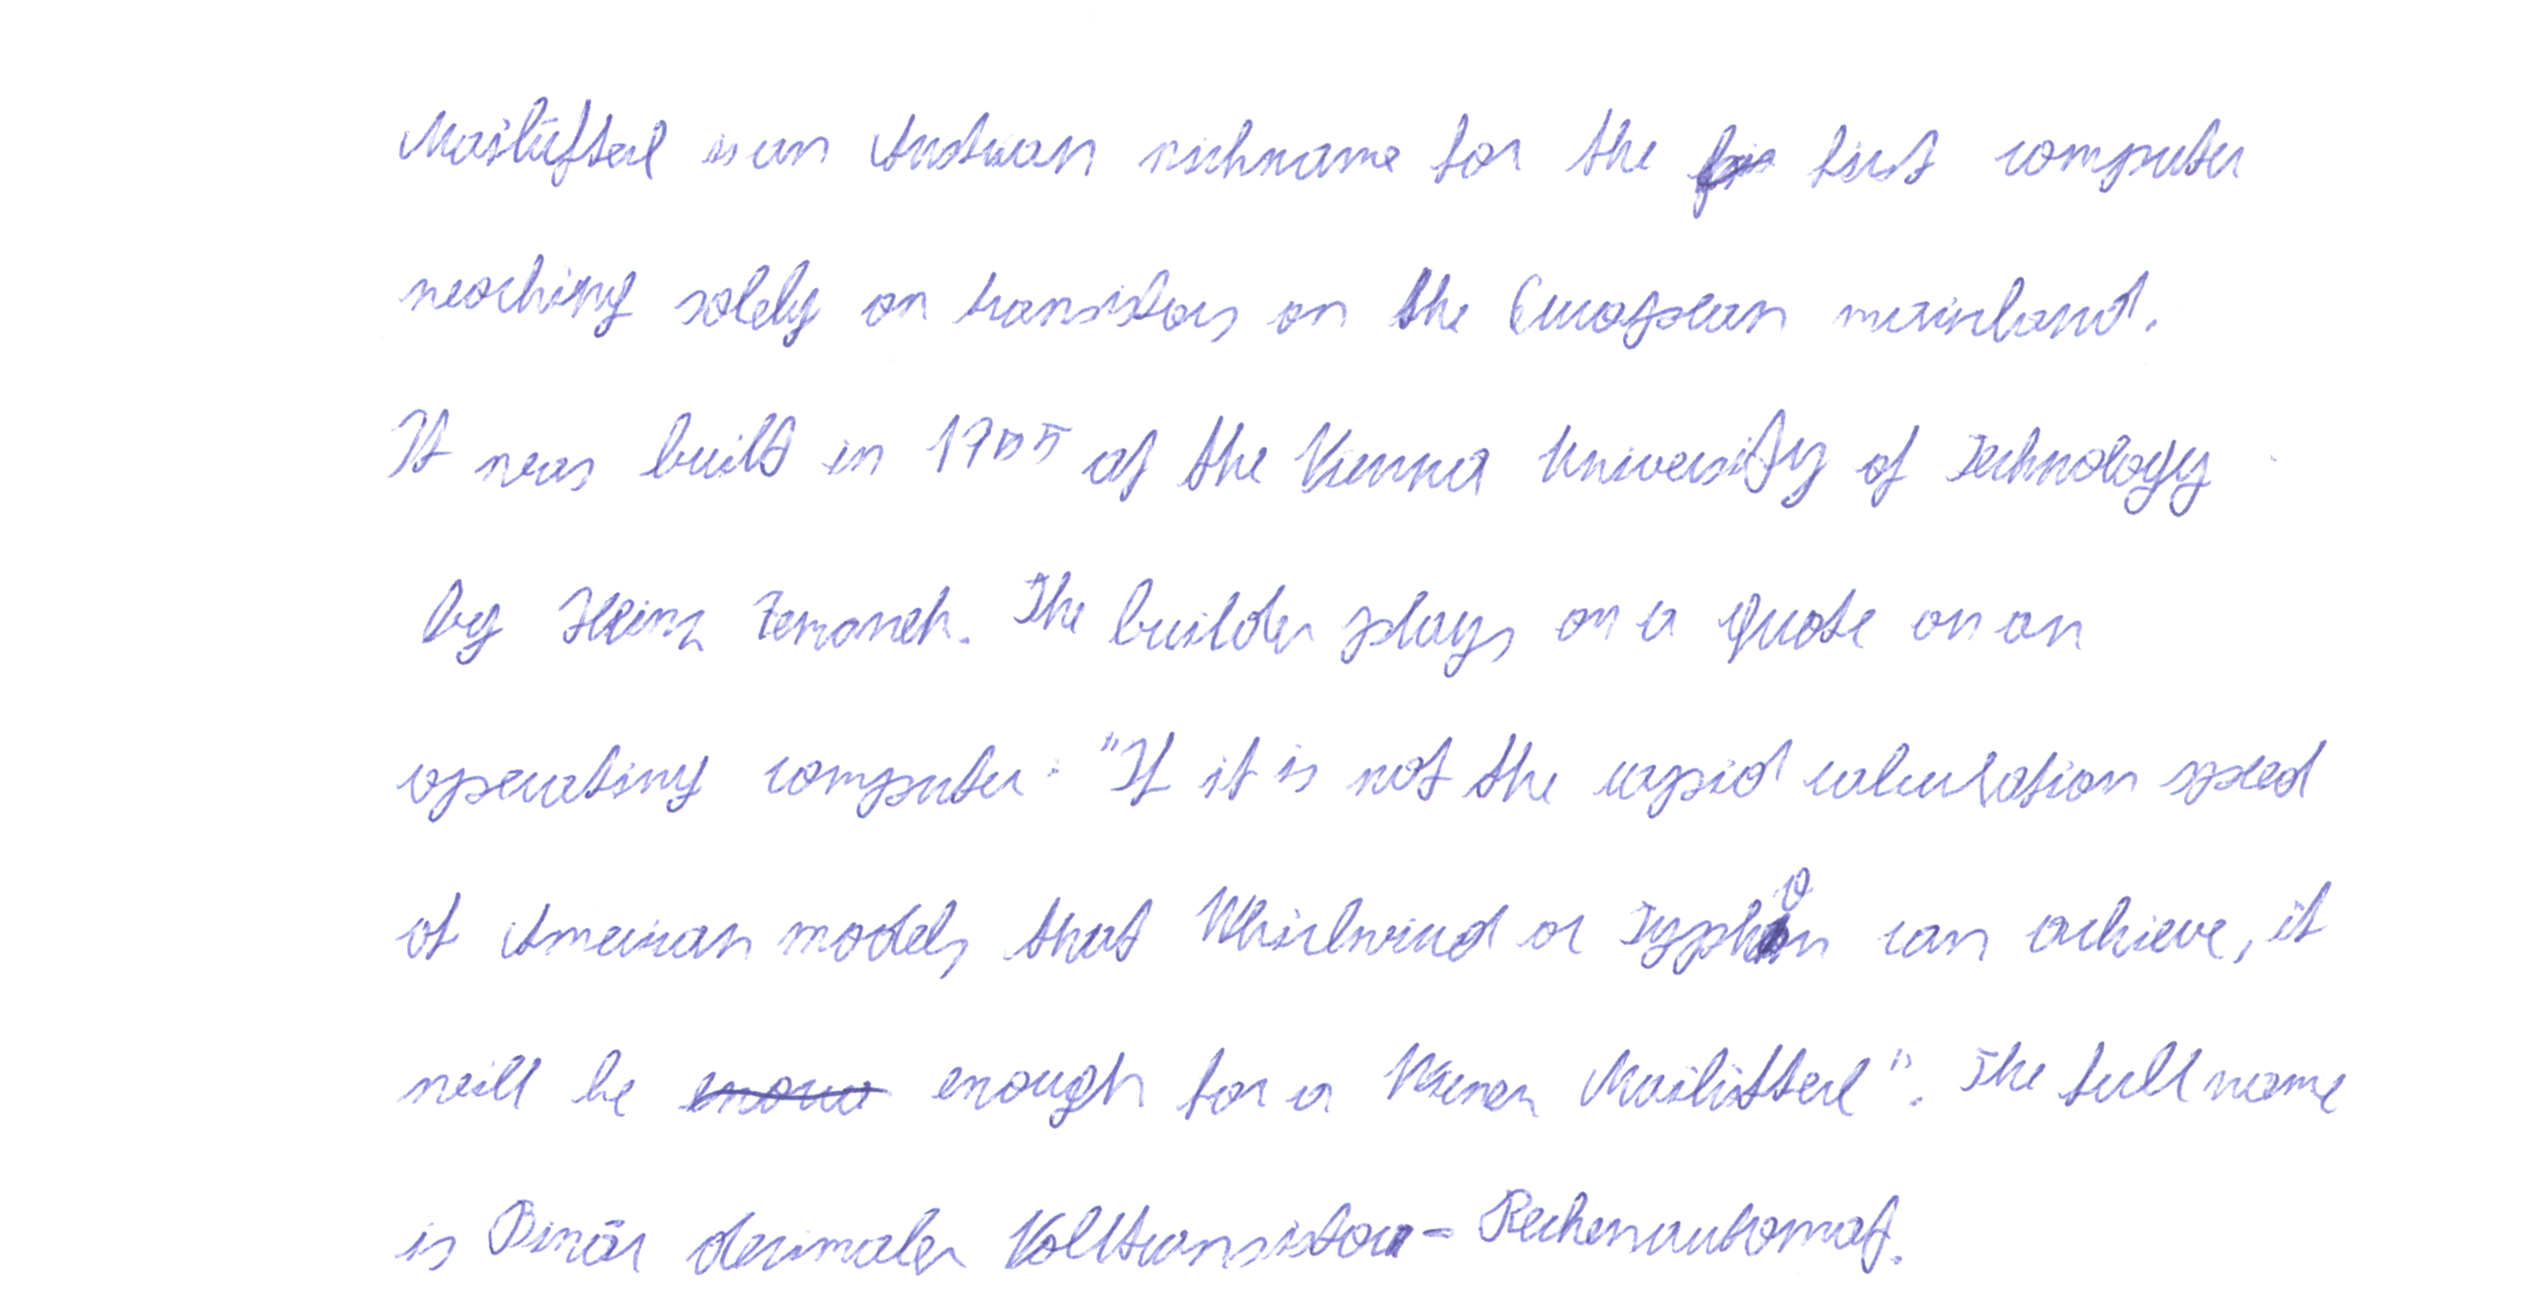 Mailüfterl is an Austrian nickname for the first computer
working solely on transistors on the European mainland.
It was built in 1955 at the Vienna University of Technology
by Heinz Zemanek. The builder plays on a quote on an
operating computer: "If it is not the rapid calculation speed
of American models that Whirlwind or Typhoon can achieve, it
will be enough for a Wiener Mailüfterl". The full name
is Binär dezimaler Volltransistor-Rechenautomat.